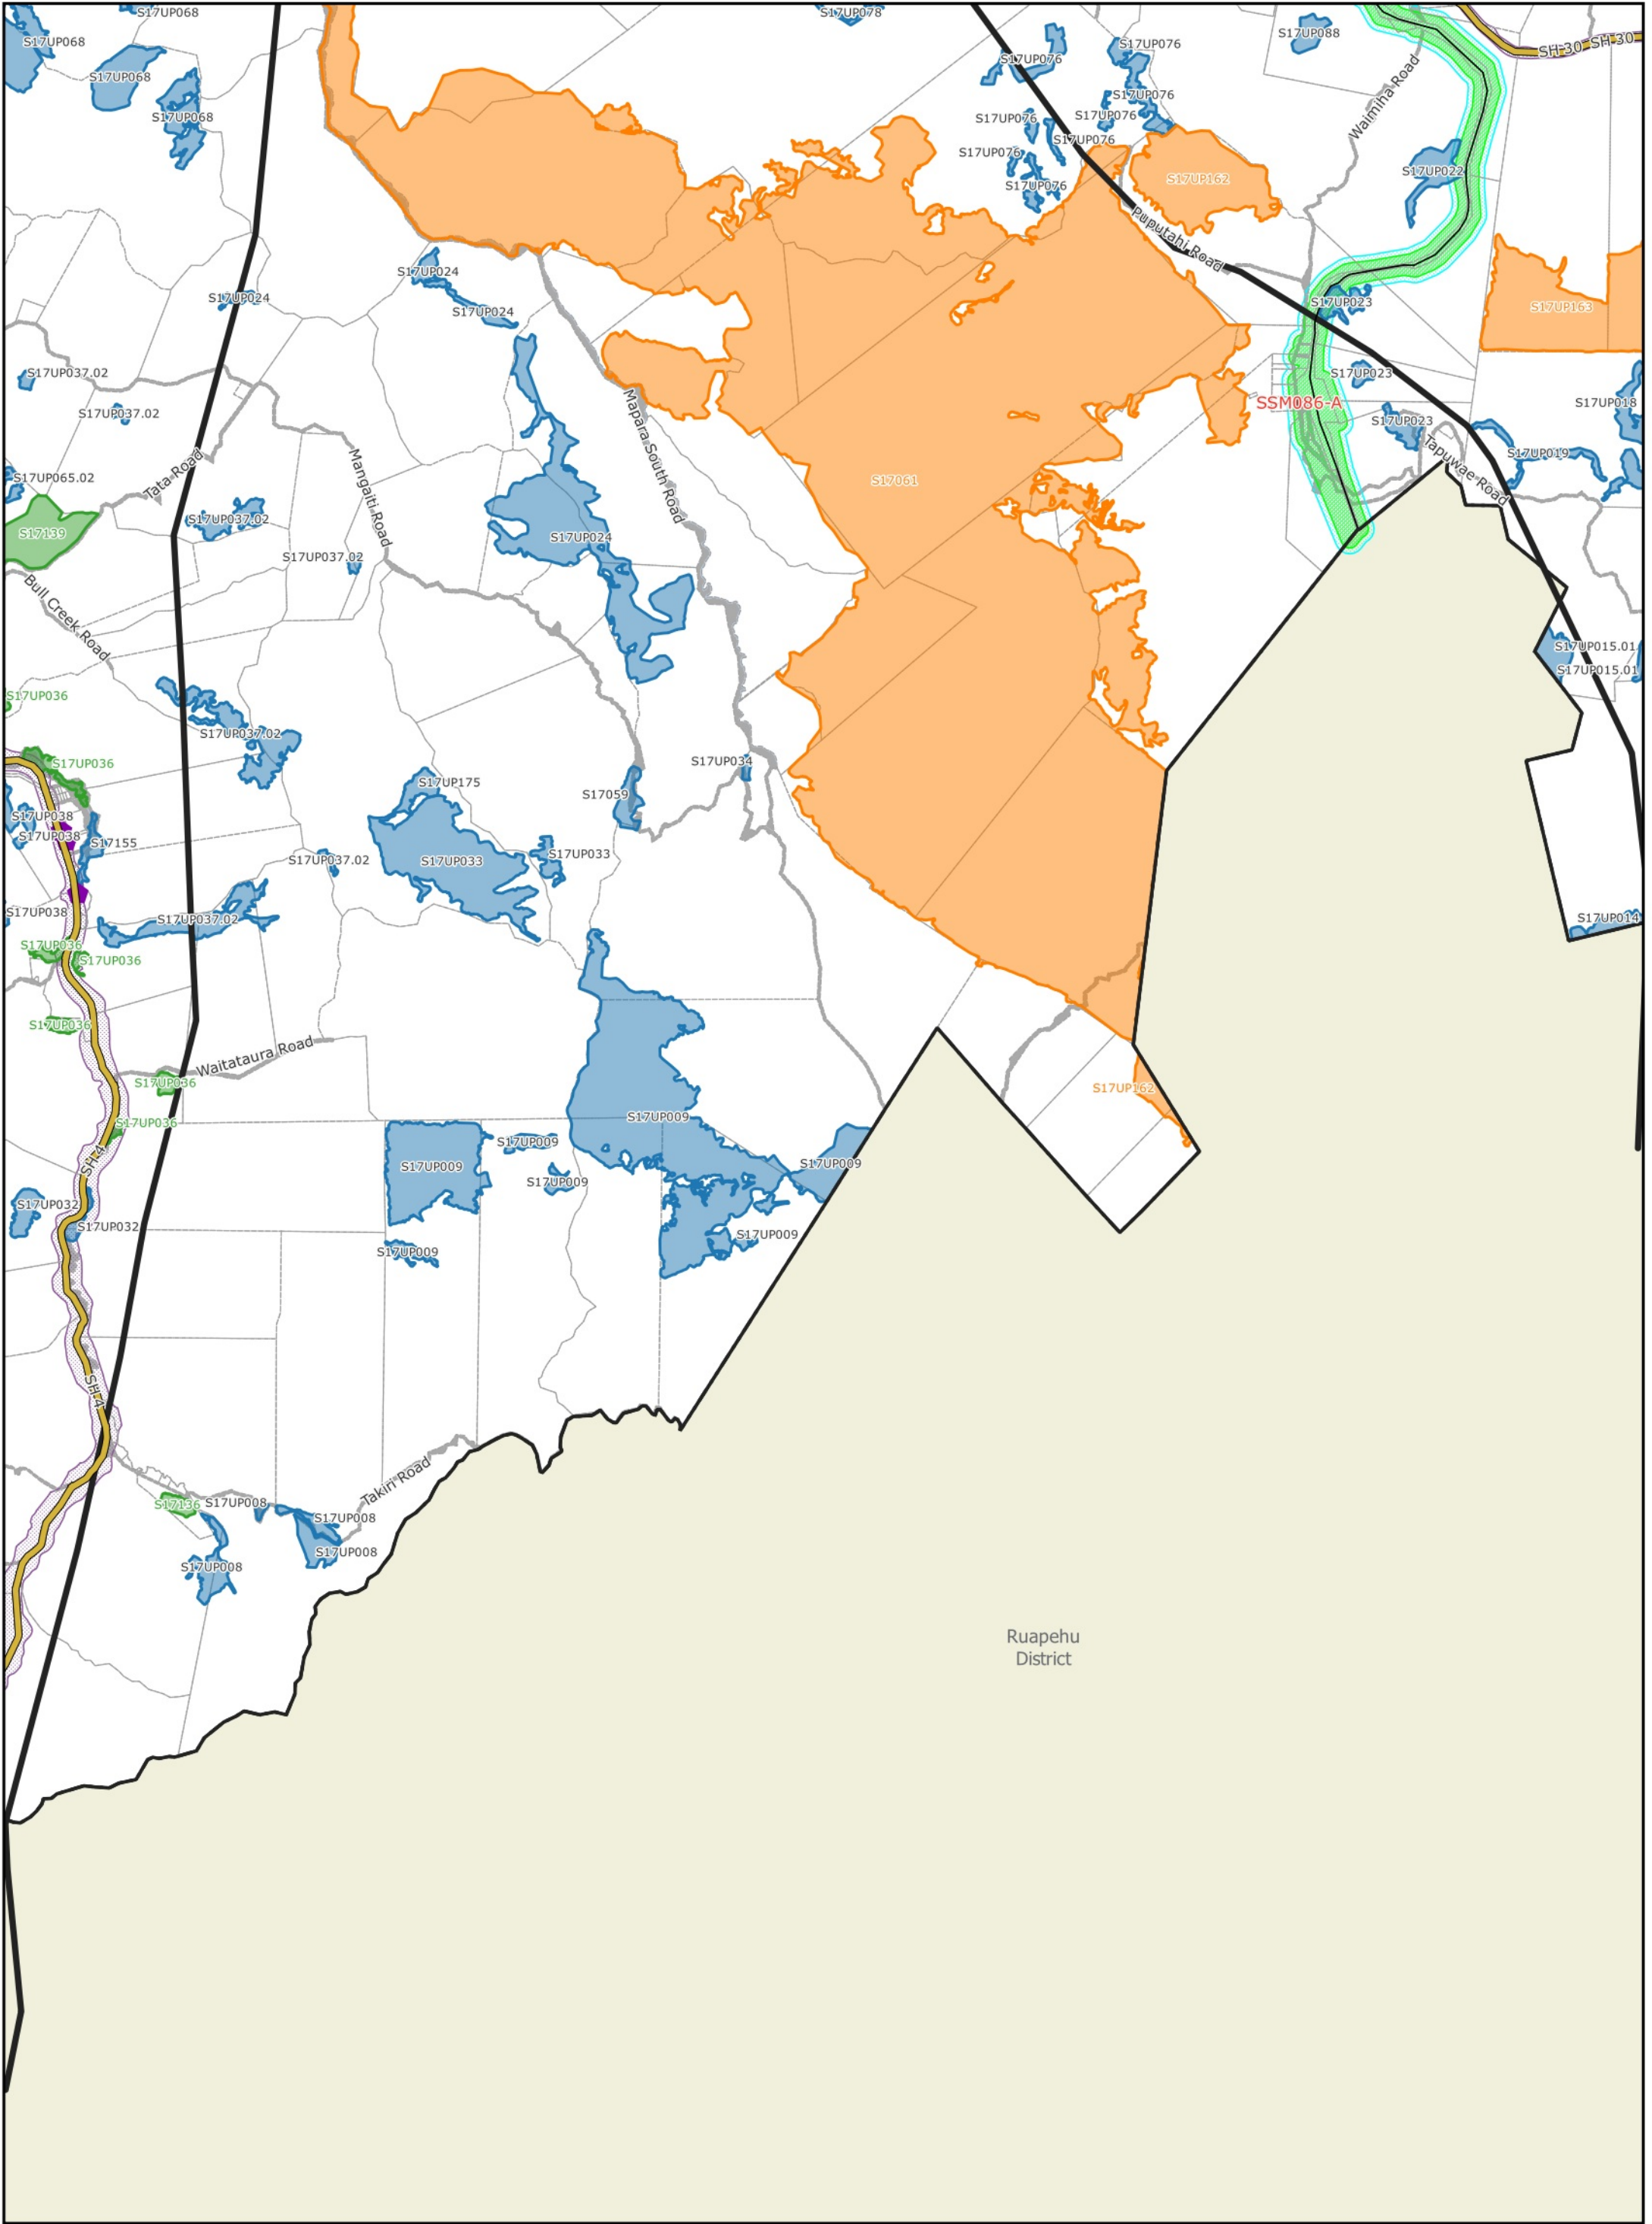 S17UP068
S17UP078
S17UP068
S17UP088
SH 30
SH 30
S17UP076
S17UP076
S17UP068
Waimiha Road
S17UP076
S17UP068
S17UP076
S17UP076
S17UP076
S17UP076
S17UP022
S17UP162
S17UP076
Puputahi Road
S17UP024
S17UP024
S17UP023
S17UP163
S17UP024
S17UP037.02
S17UP023
Mapara South Road
SSM086-A
S17UP018
S17UP037.02
S17UP023
Tapuwae Road
S17UP019
Tata Road
Mangaiti Road
S17UP065.02
S17061
S17UP037.02
S17139
S17UP024
S17UP037.02
Bull Creek Road
S17UP015.01
S17UP015.01
S17UP036
S17UP037.02
S17UP036
S17UP034
S17UP175
S17059
S17UP038
S17UP038
S17155
S17UP033
S17UP037.02
S17UP033
S17UP038
S17UP037.02
S17UP014
S17UP036
S17UP036
S17UP036
Waitataura Road
S17UP036
S17UP162
S17UP036
S17UP009
S17UP009
SH 4
S17UP009
S17UP009
S17UP009
S17UP032
S17UP032
S17UP009
S17UP009
SH 4
Takiri Road
S17136
S17UP008
S17UP008
S17UP008
S17UP008
Ruapehu
District